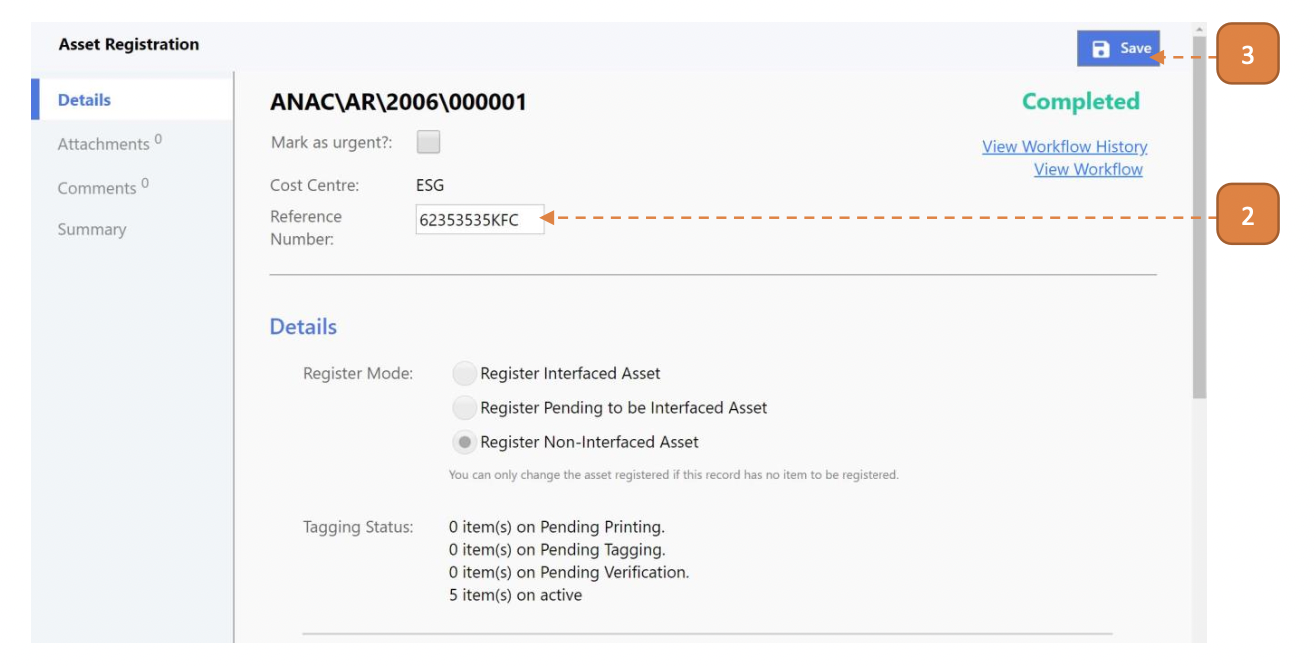 Asset Registration
Save
3
Details
Attachments 0
Comments 0
Summary
ANAC\AR\2006\000001
Completed
Mark as urgent?:
View Workflow History
View Workflow
Cost Centre: ESG
Reference
Number:
62353535KFC
2
Details
Register Mode:
Register Interfaced Asset
Register Pending to be Interfaced Asset
Register Non-Interfaced Asset
You can only change the asset registered if this record has no item to be registered.
Tagging Status:
0 item(s) on Pending Printing.
0 item(s) on Pending Tagging.
0 item(s) on Pending Verification.
5 item(s) on active